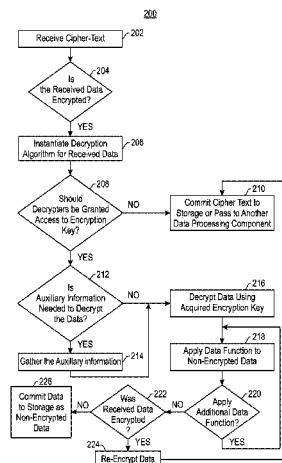 200
Receive Cipher-Text
202
204
Is
the Received Data
Encrypted?
YES
206
Instantiate Decryption
Algorithm for Received Data
208
Should
Decrypters be Granted
Access to Encryption
Key?
NO
210
Commit Cipher Text to
Storage or Pass to Another
Data Processing Component
YES
212
Is
Auxiliary Information
Needed to Decrypt
the Data?
NO
216
Decrypt Data Using
Acquired Encryption Key
YES
Gather the Auxiliary information
214
218
Apply Data Function to
Non-Encrypted Data
226
Commit
Data
to Storage as
Non-Encrypted
Data
NO
222
Was
Received Data
Encrypted
?
NO
220
Apply
Additional Data
Function?
YES
224
YES
Re-Encrypt Data